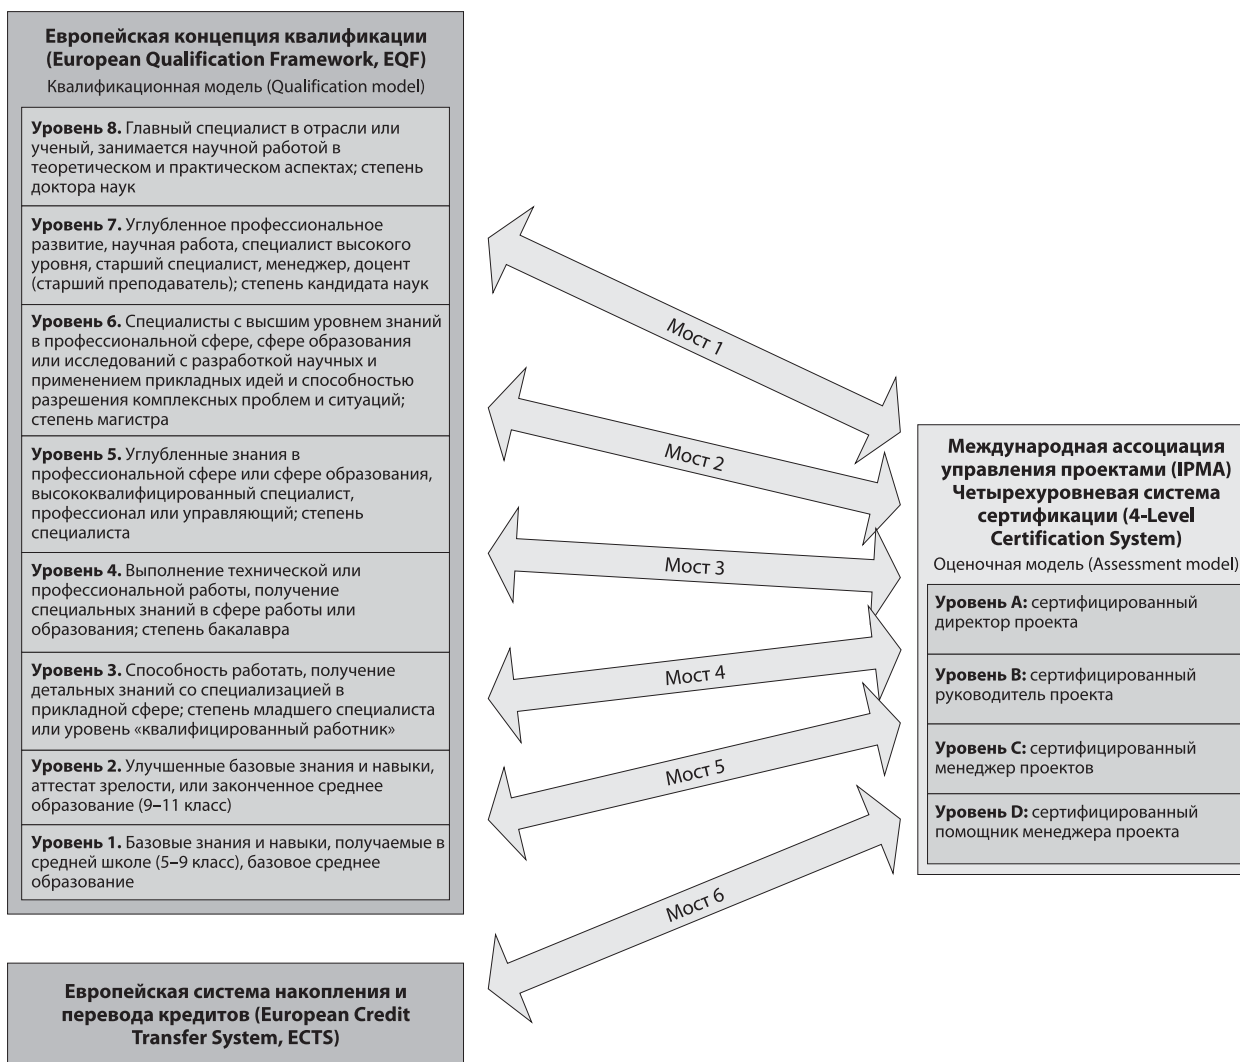 Европейская концепция квалификации
(European Qualification Framework, EQF)
Квалификационная модель (Qualification model)
Уровень 8. Главный специалист в отрасли или
ученый, занимается научной работой в
теоретическом и практическом аспектах; степень
доктора наук
Уровень 7. Углубленное профессиональное
развитие, научная работа, специалист высокого
уровня, старший специалист, менеджер, доцент
(старший преподаватель); степень кандидата наук
Уровень 6. Специалисты с высшим уровнем знаний
в профессиональной сфере, сфере образования
или исследований с разработкой научных и
применением прикладных идей и способностью
разрешения комплексных проблем и ситуаций;
степень магистра
Уровень 5. Углубленные знания в
профессиональной сфере или сфере образования,
высококвалифицированный специалист,
профессионал или управляющий; степень
специалиста
Уровень 4. Выполнение технической или
профессиональной работы, получение
специальных знаний в сфере работы или
образования; степень бакалавра
Уровень 3. Способность работать, получение
детальных знаний со специализацией в
прикладной сфере; степень младшего специалиста
или уровень «квалифицированный работник»
Уровень 2. Улучшенные базовые знания и навыки,
аттестат зрелости, или законченное среднее
образование (9–11 класс)
Уровень 1. Базовые знания и навыки, получаемые в
средней школе (5–9 класс), базовое среднее
образование
Европейская система накопления и
перевода кредитов (European Credit
Transfer System, ECTS)
Мост 1
Мост 2
Мост 3
Мост 4
Мост 5
Мост 6
Международная ассоциация
управления проектами (IPMA)
Четырехуровневая система
сертификации (4-Level
Certification System)
Оценочная модель (Assessment model)
Уровень A: сертифицированный
директор проекта
Уровень B: сертифицированный
руководитель проекта
Уровень C: сертифицированный
менеджер проектов
Уровень D: сертифицированный
помощник менеджера проекта